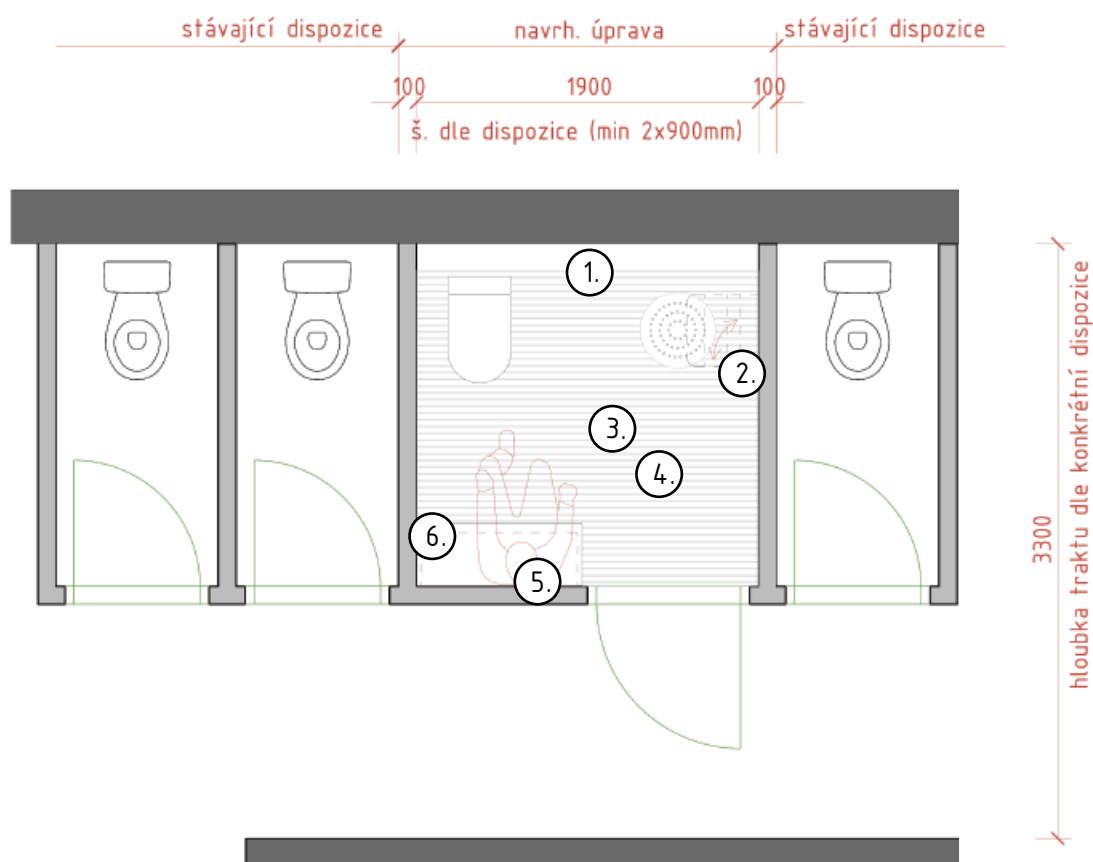 stávající dispozice
navrh. úprava
stávající dispozice
100
1900
100
š. dle dispozice (min 2x900mm)
1.
2.
3.
4.
5.
6.
3300
hloubka traktu dle konkrétní dispozice